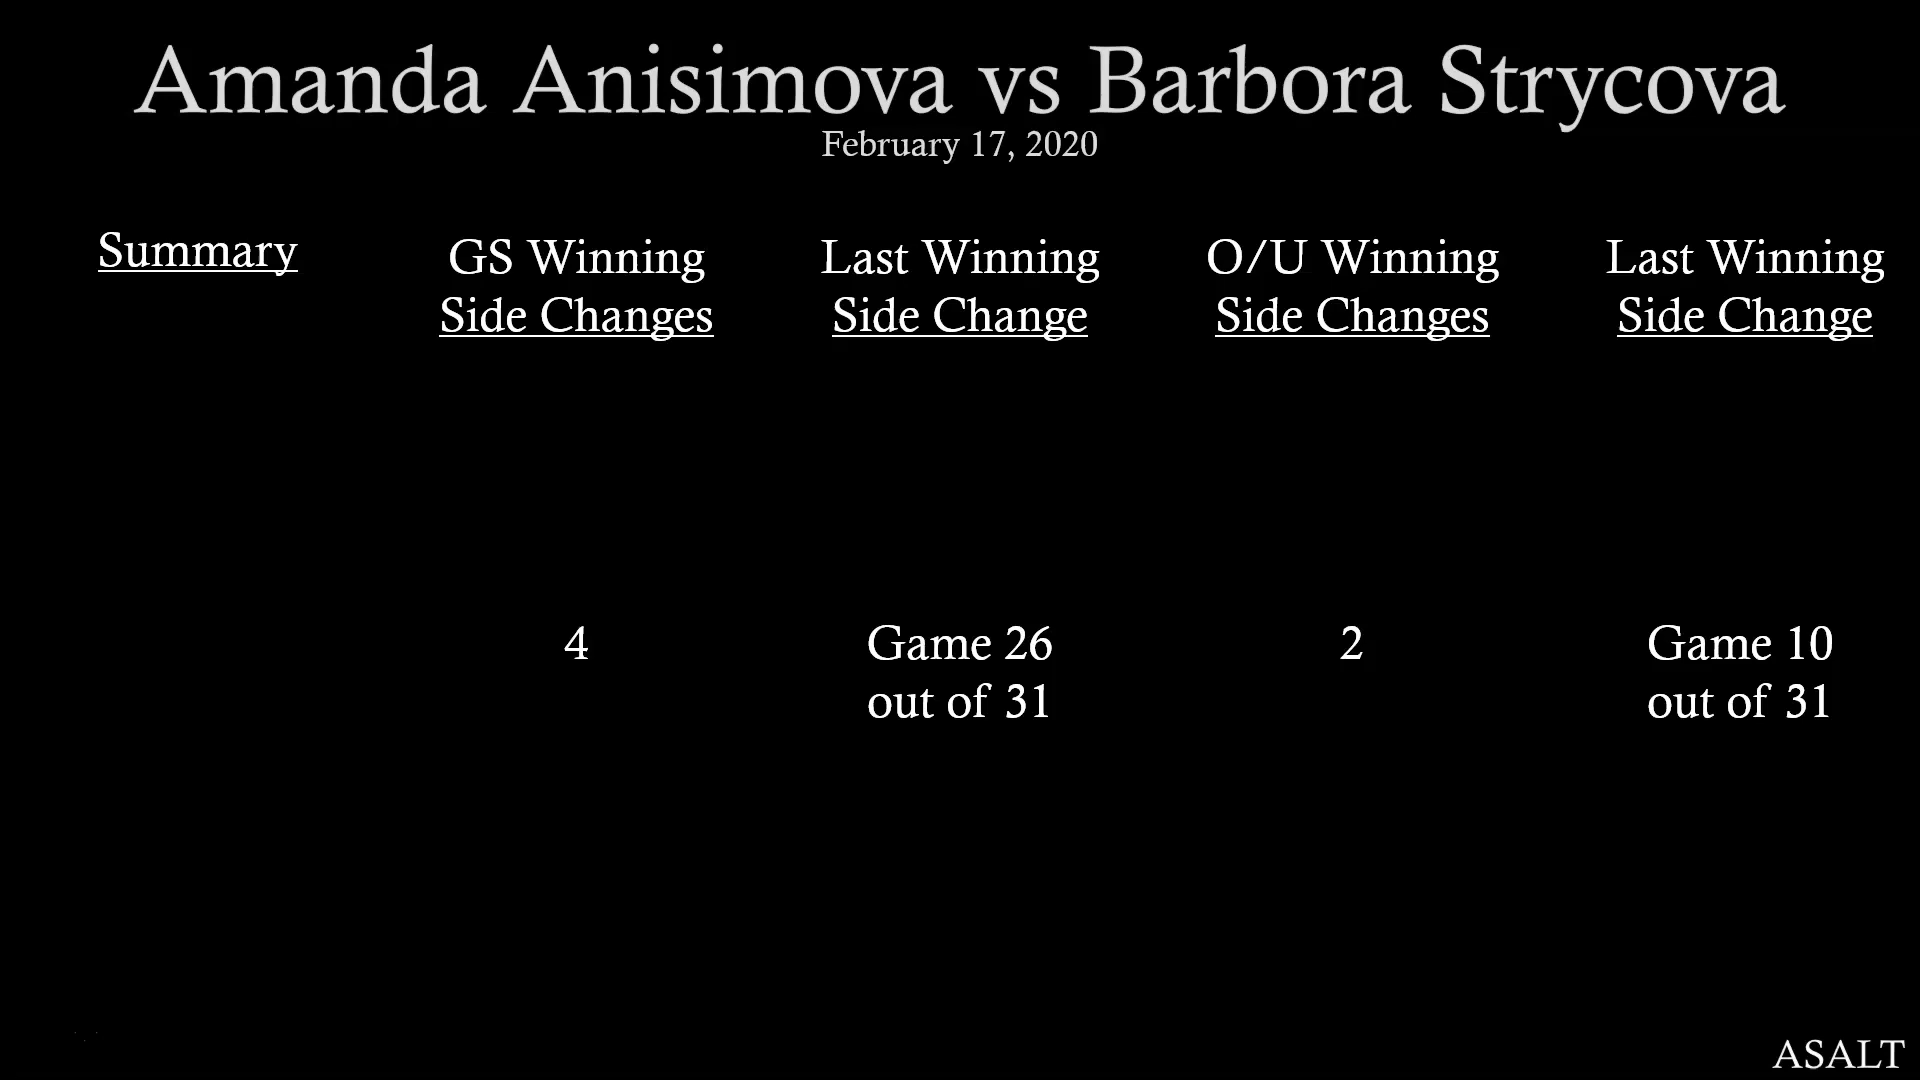 Amanda Anisimova vs Barbora Strycova
February 17, 2020
Summary
GS Winning
Side Changes
Last Winning
Side Change
O/U Winning
Side Changes
Last Winning
Side Change
4
Game 26
out of 31
2
Game 10
out of 31
ASALT